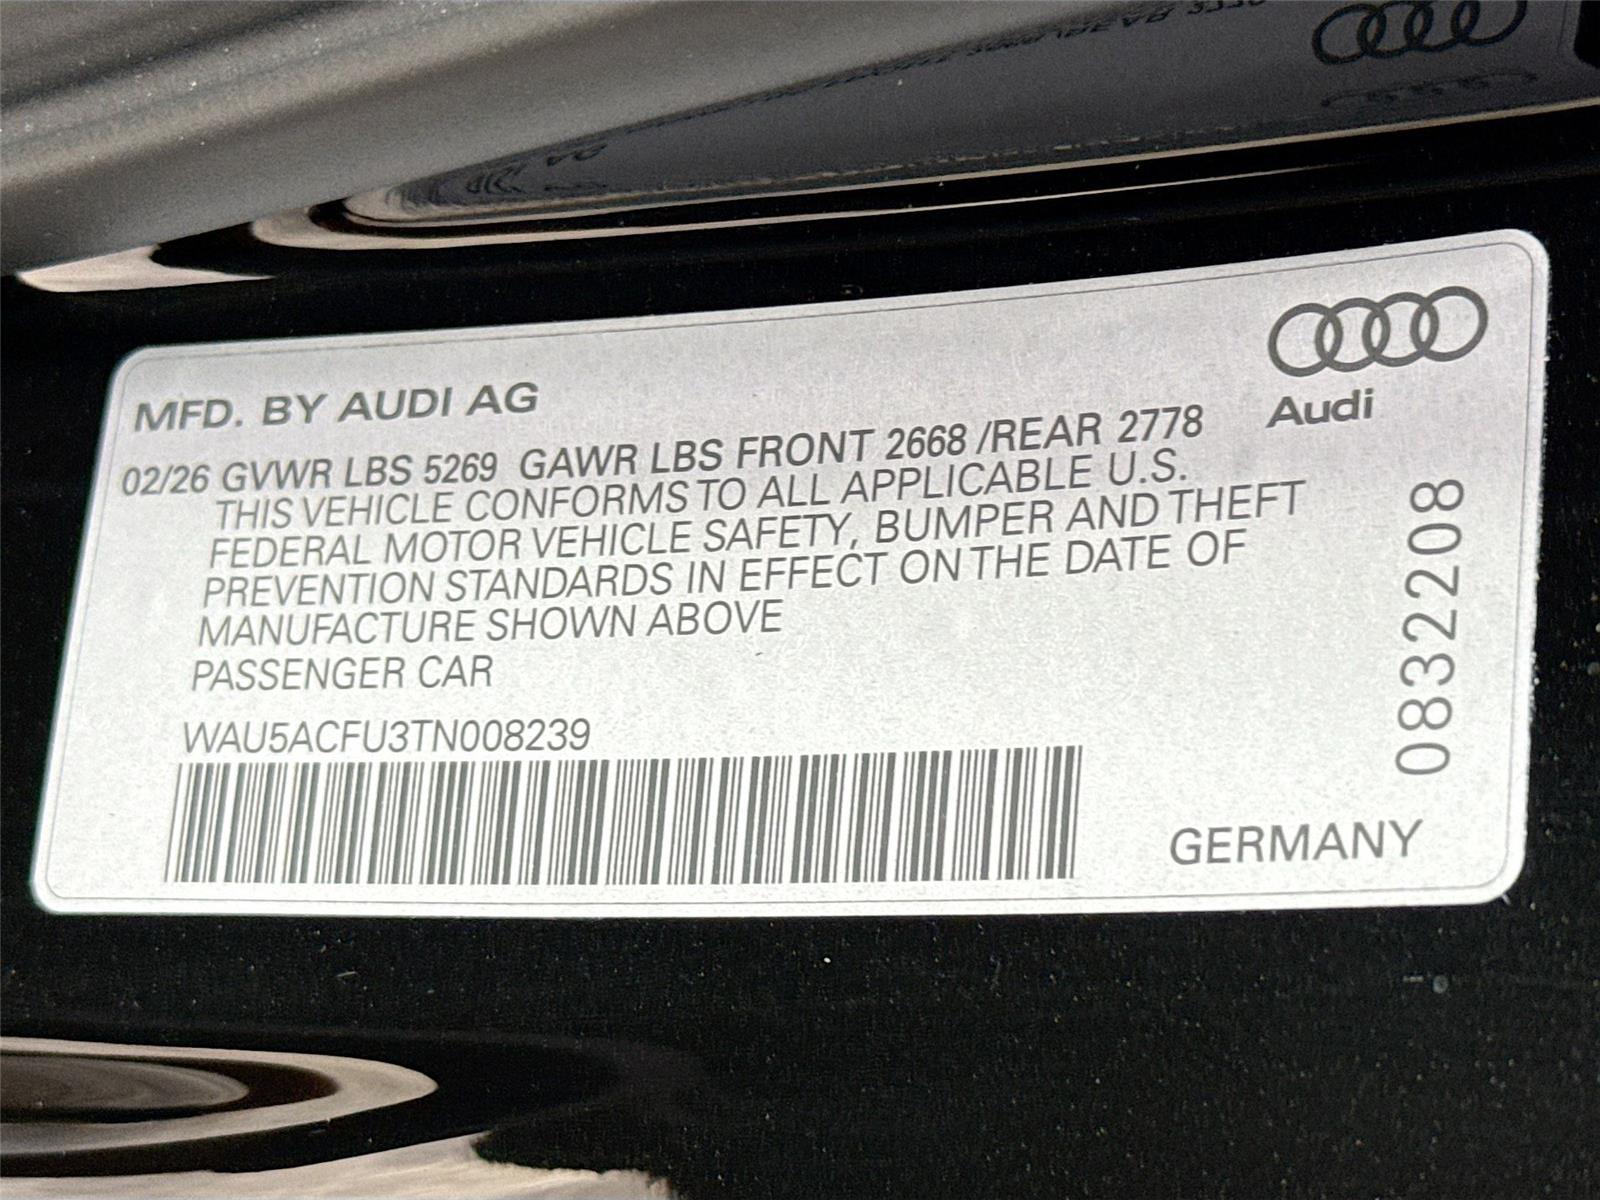 MFD. BY AUDI AG
Audi
02/26 GVWR LBS 5269 GAWR LBS FRONT 2668 /REAR 2778
THIS VEHICLE CONFORMS TO ALL APPLICABLE U.S.
FEDERAL MOTOR VEHICLE SAFETY, BUMPER AND THEFT
PREVENTION STANDARDS IN EFFECT ON THE DATE OF
MANUFACTURE SHOWN ABOVE
PASSENGER CAR
WAU5ACFU3TN008239
GERMANY
0832208